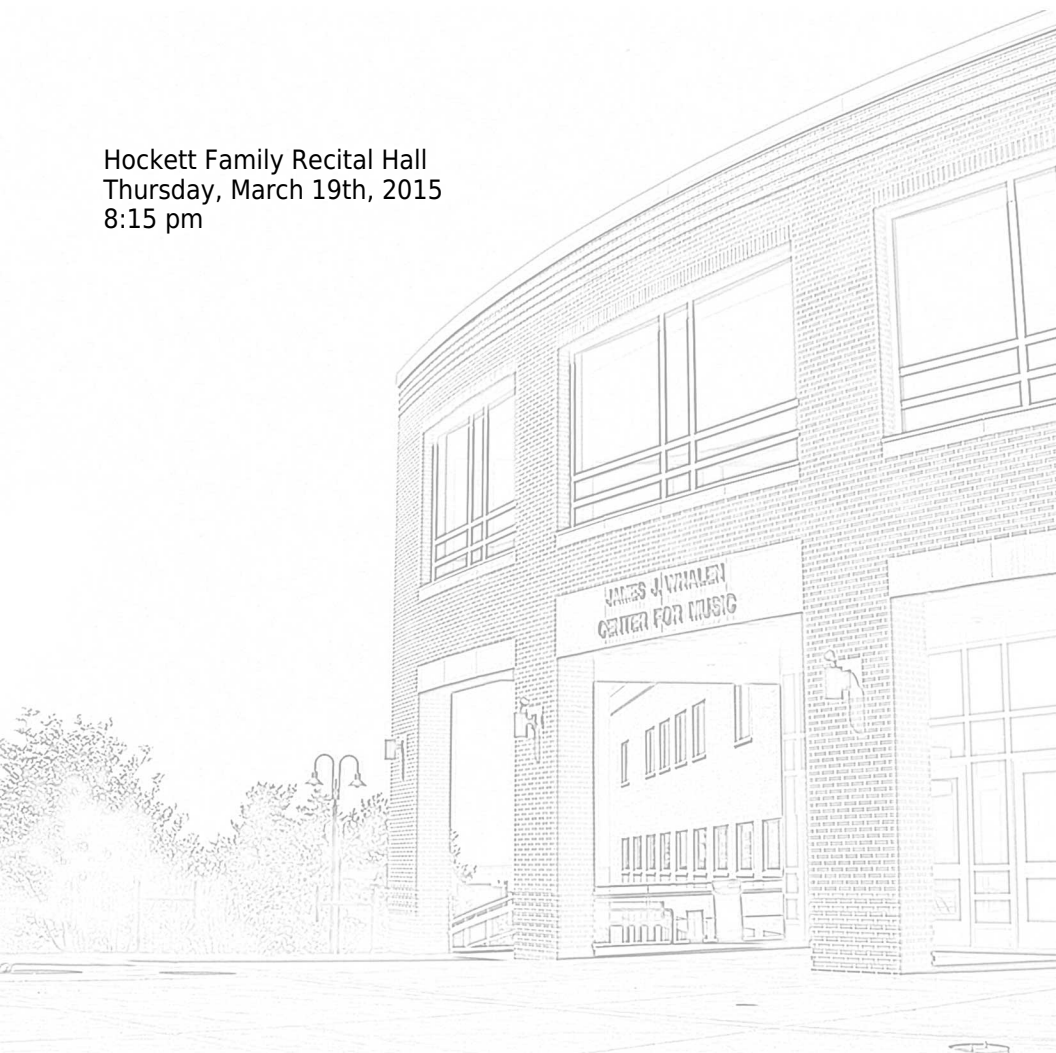 Hockett Family Recital Hall
Thursday, March 19th, 2015
8:15 pm
JAMES J. WHALEN
CENTER FOR MUSIC